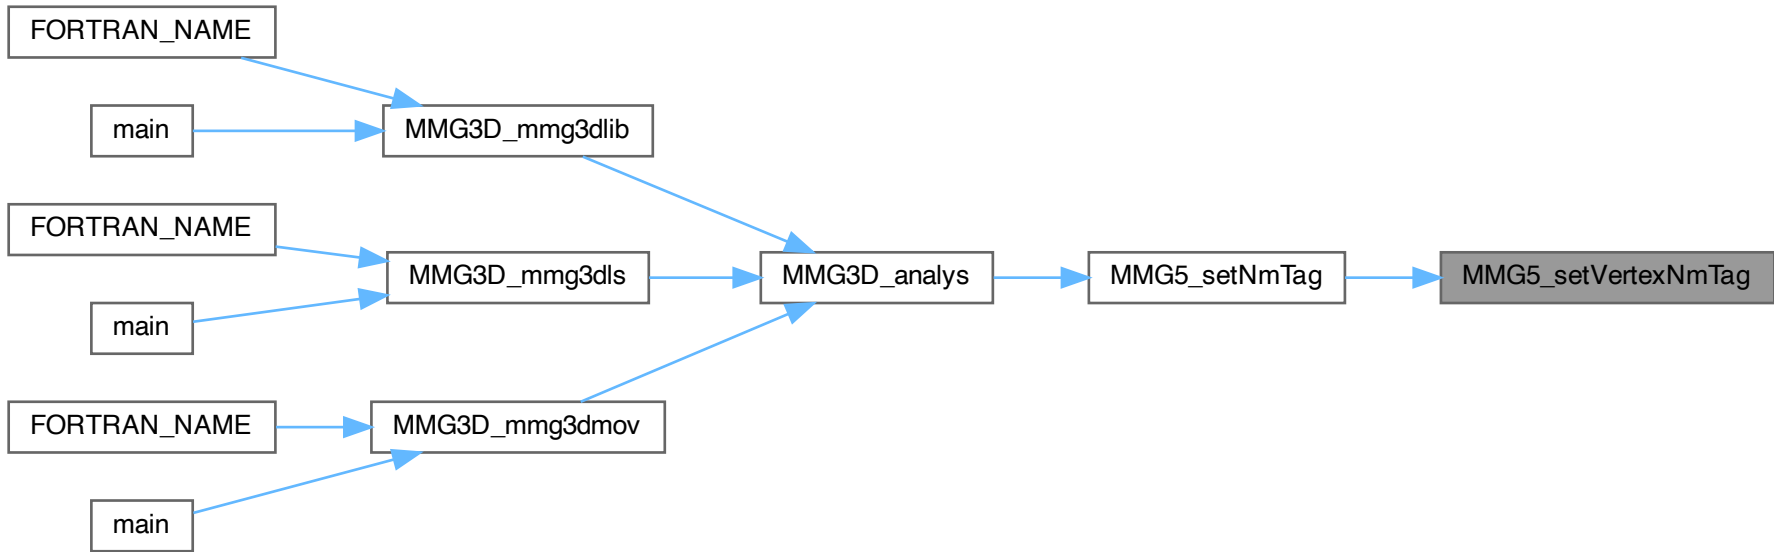 FORTRAN_NAME
main
MMG3D_mmg3dlib
FORTRAN_NAME
main
MMG3D_mmg3dls
MMG3D_analys
MMG5_setNmTag
MMG5_setVertexNmTag
FORTRAN_NAME
MMG3D_mmg3dmov
main